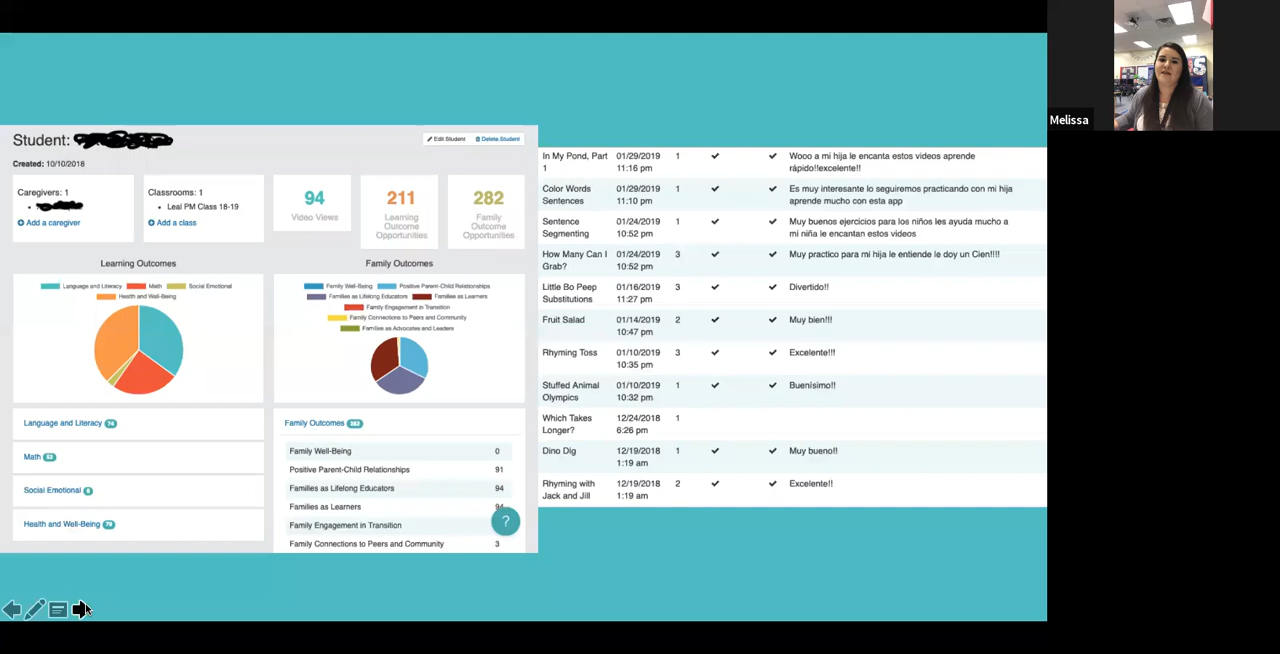 Melissa
Student:
Edit Student
Delete Student
Created: 10/10/2018
Caregivers: 1
Add a caregiver
Classrooms: 1
Leal PM Class 18-19
Add a class
94
Video Views
211
Learning
Outcome
Opportunities
282
Family
Outcome
Opportunities
Learning Outcomes
Language and Literacy
Math
Social Emotional
Health and Well-Being
Family Outcomes
Family Well-Being
Positive Parent-Child Relationships
Families as Lifelong Educators
Families as Learners
Family Engagement in Transition
Family Connections to Peers and Community
Families as Advocates and Leaders
Language and Literacy 74
Math
Social Emotional
Health and Well-Being
Family Outcomes
Family Well-Being 0
Positive Parent-Child Relationships 91
Families as Lifelong Educators 94
Families as Learners 94
Family Engagement in Transition
?
Family Connections to Peers and Community 3
In My Pond, Part 01/29/2019 1 ✔ ✔ Wooo a mi hija le encanta estos videos aprende
1 11:16 pm rápido!!excelente!!
Color Words 01/29/2019 1 ✔ ✔ Es muy interesante lo seguiremos practicando con mi hija
Sentences 11:10 pm aprende mucho con esta app
Sentence 01/24/2019 1 ✔ ✔ Muy buenos ejercicios para los niños les ayuda mucho a
Segmenting 10:52 pm mi niña le encantan estos videos
How Many Can I 01/24/2019 3 ✔ ✔ Muy practico para mi hija le entiende le doy un Cien!!!!
Grab? 10:52 pm
Little Bo Peep 01/16/2019 3 ✔ ✔ Divertido!!
Substitutions 11:27 pm
Fruit Salad 01/14/2019 2 ✔ ✔ Muy bien!!!
10:47 pm
Rhyming Toss 01/10/2019 3 ✔ ✔ Excelente!!!
10:35 pm
Stuffed Animal 01/10/2019 1 ✔ ✔ Buenísimo!!
Olympics 10:32 pm
Which Takes 12/24/2018 1
Longer? 6:26 pm
Dino Dig 12/19/2018 1 ✔ ✔ Muy bueno!!
1:19 am
Rhyming with 12/19/2018 2 ✔ ✔ Excelente!!
Jack and Jill 1:19 am